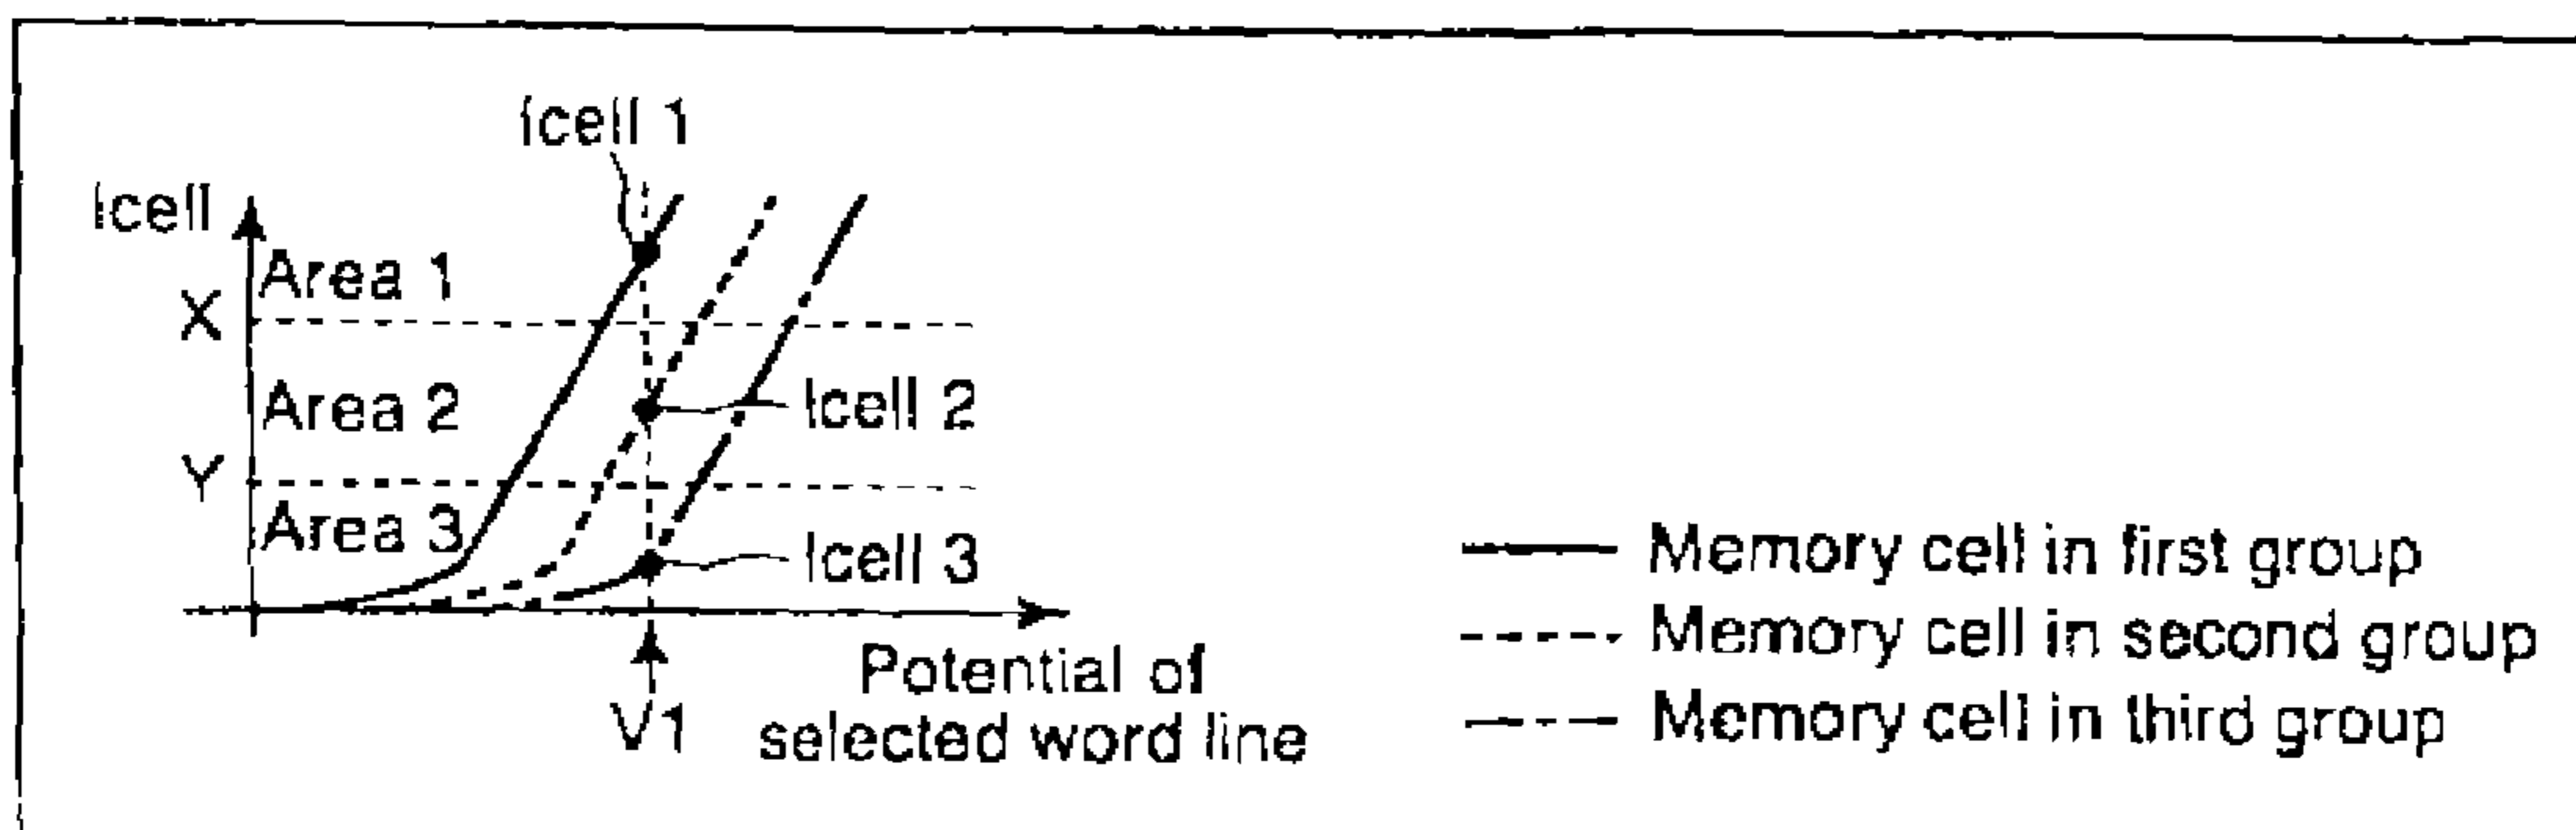 Icell 1
Icell
Area 1
X
Area 2
Icell 2
Y
Area 3
Icell 3
Potential of
selected word line
V1
Memory cell in first group
Memory cell in second group
Memory cell in third group